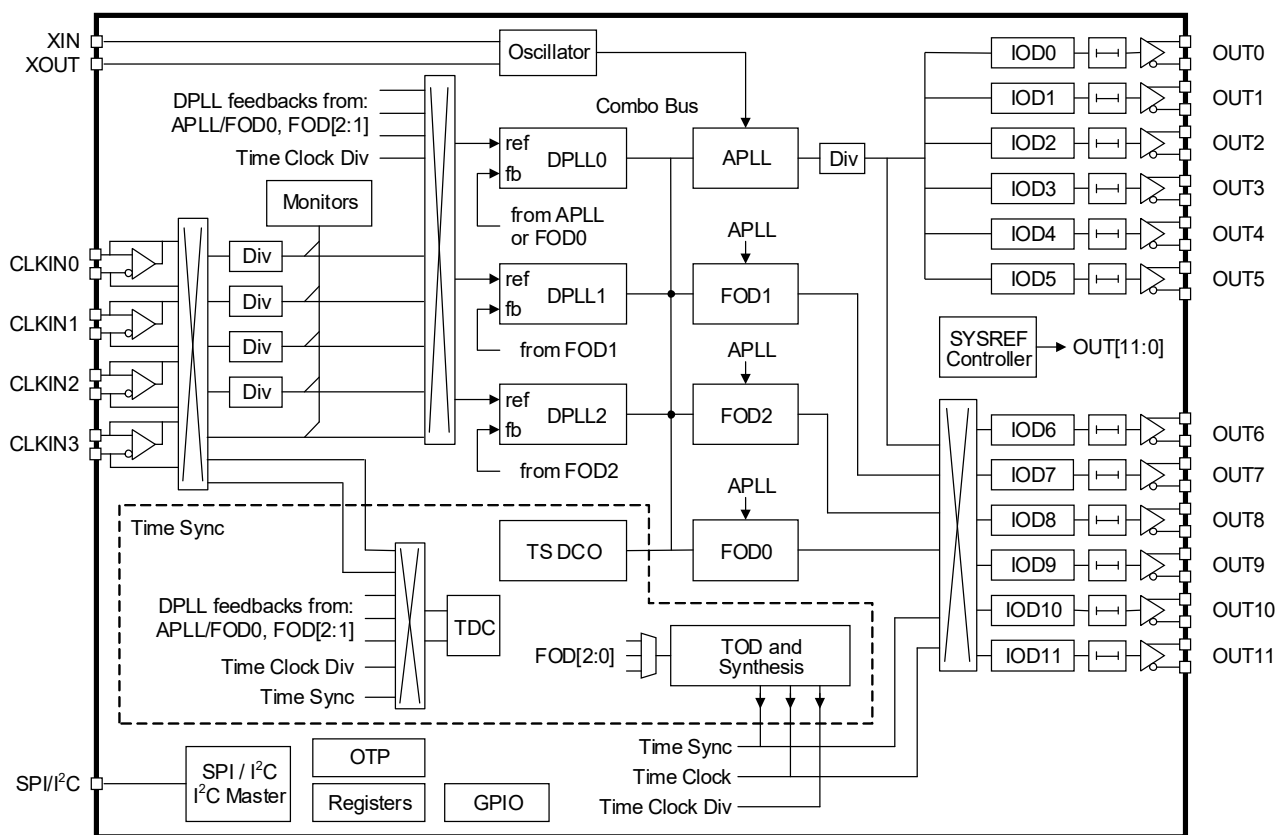 XIN
XOUT
Oscillator
IOD0
OUT0
IOD1
OUT1
DPLL feedbacks from:
APLL/FOD0, FOD[2:1]
Combo Bus
Time Clock Div
ref
fb
DPLL0
APLL
Div
IOD2
OUT2
IOD3
OUT3
Monitors
from APLL
or FOD0
APLL
IOD4
OUT4
CLKIN0
Div
ref
fb
DPLL1
FOD1
IOD5
OUT5
CLKIN1
Div
Div
from FOD1
APLL
SYSREF
Controller
OUT[11:0]
CLKIN2
Div
ref
fb
DPLL2
FOD2
CLKIN3
from FOD2
APLL
IOD6
OUT6
IOD7
OUT7
Time Sync
TS DCO
FOD0
IOD8
OUT8
IOD9
OUT9
DPLL feedbacks from:
APLL/FOD0, FOD[2:1]
TDC
Time Clock Div
Time Sync
FOD[2:0]
TOD and
Synthesis
IOD10
OUT10
IOD11
OUT11
Time Sync
Time Clock
Time Clock Div
SPI/I²C
SPI / I²C
I²C Master
OTP
Registers
GPIO